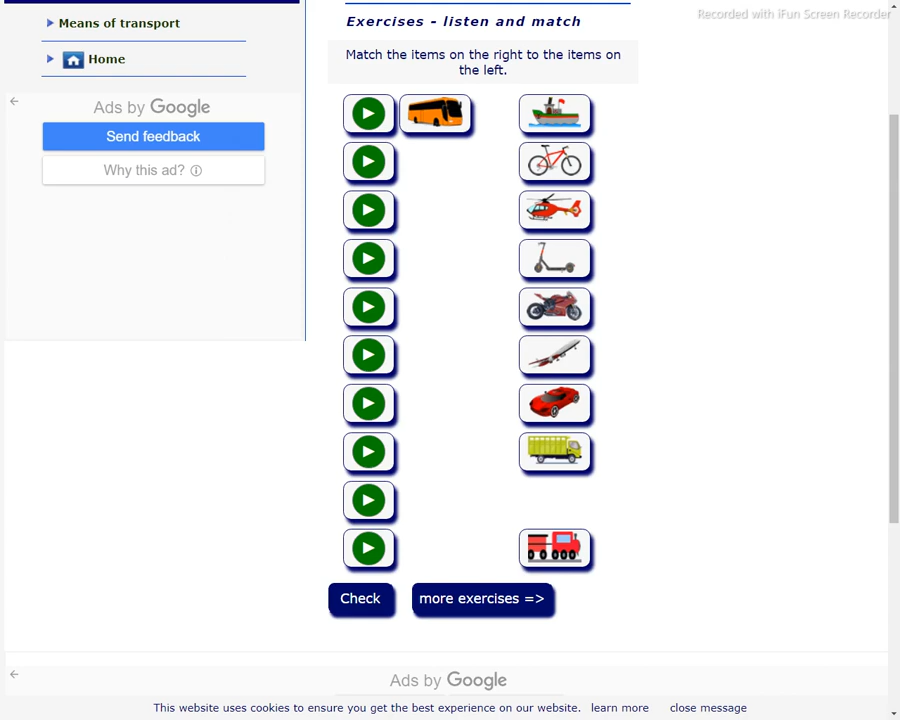 Recorded with iFun Screen Recorder
Means of transport
Home
Ads by Google
Send feedback
Why this ad?
Exercises - listen and match
Match the items on the right to the items on
the left.
Check
more exercises =>
Ads by Google
This website uses cookies to ensure you get the best experience on our website. learn more close message